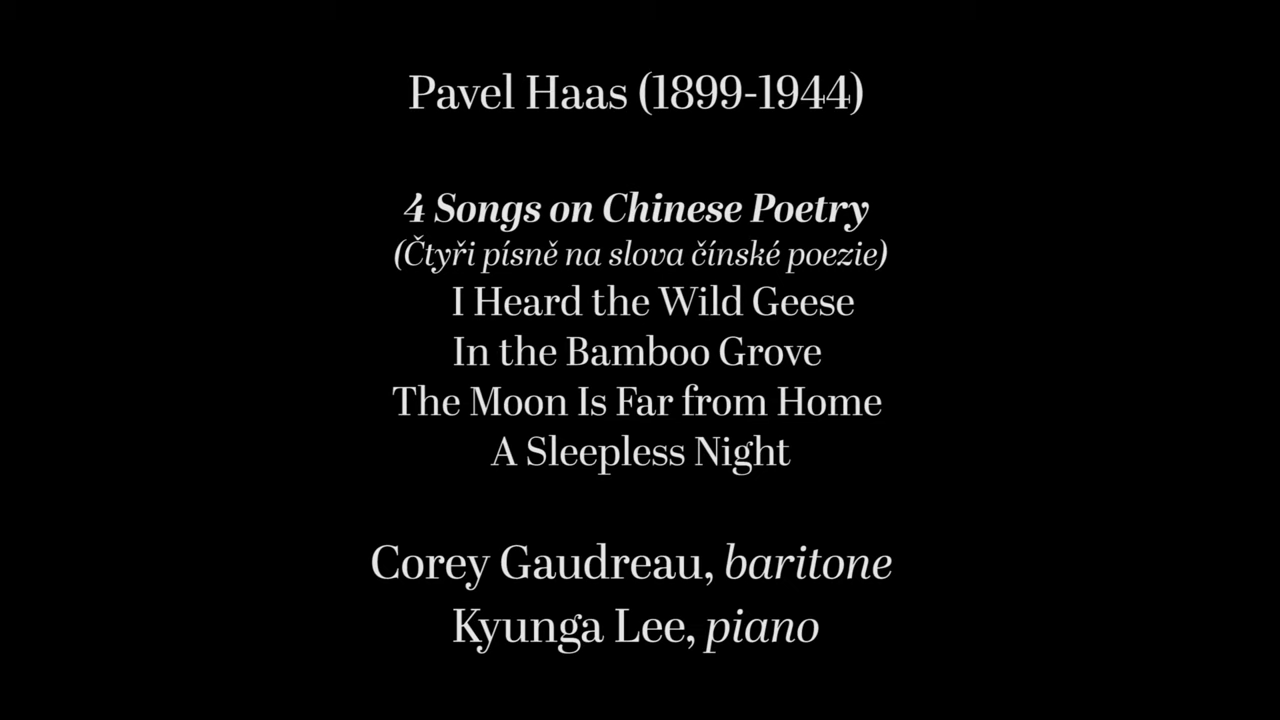 Pavel Haas (1899-1944)
4 Songs on Chinese Poetry
(Čtyři písně na slova čínské poezie)
I Heard the Wild Geese
In the Bamboo Grove
The Moon Is Far from Home
A Sleepless Night
Corey Gaudreau, baritone
Kyunga Lee, piano